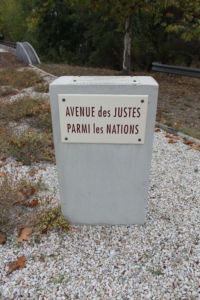 AVENUE des JUSTES
PARMI les NATIONS